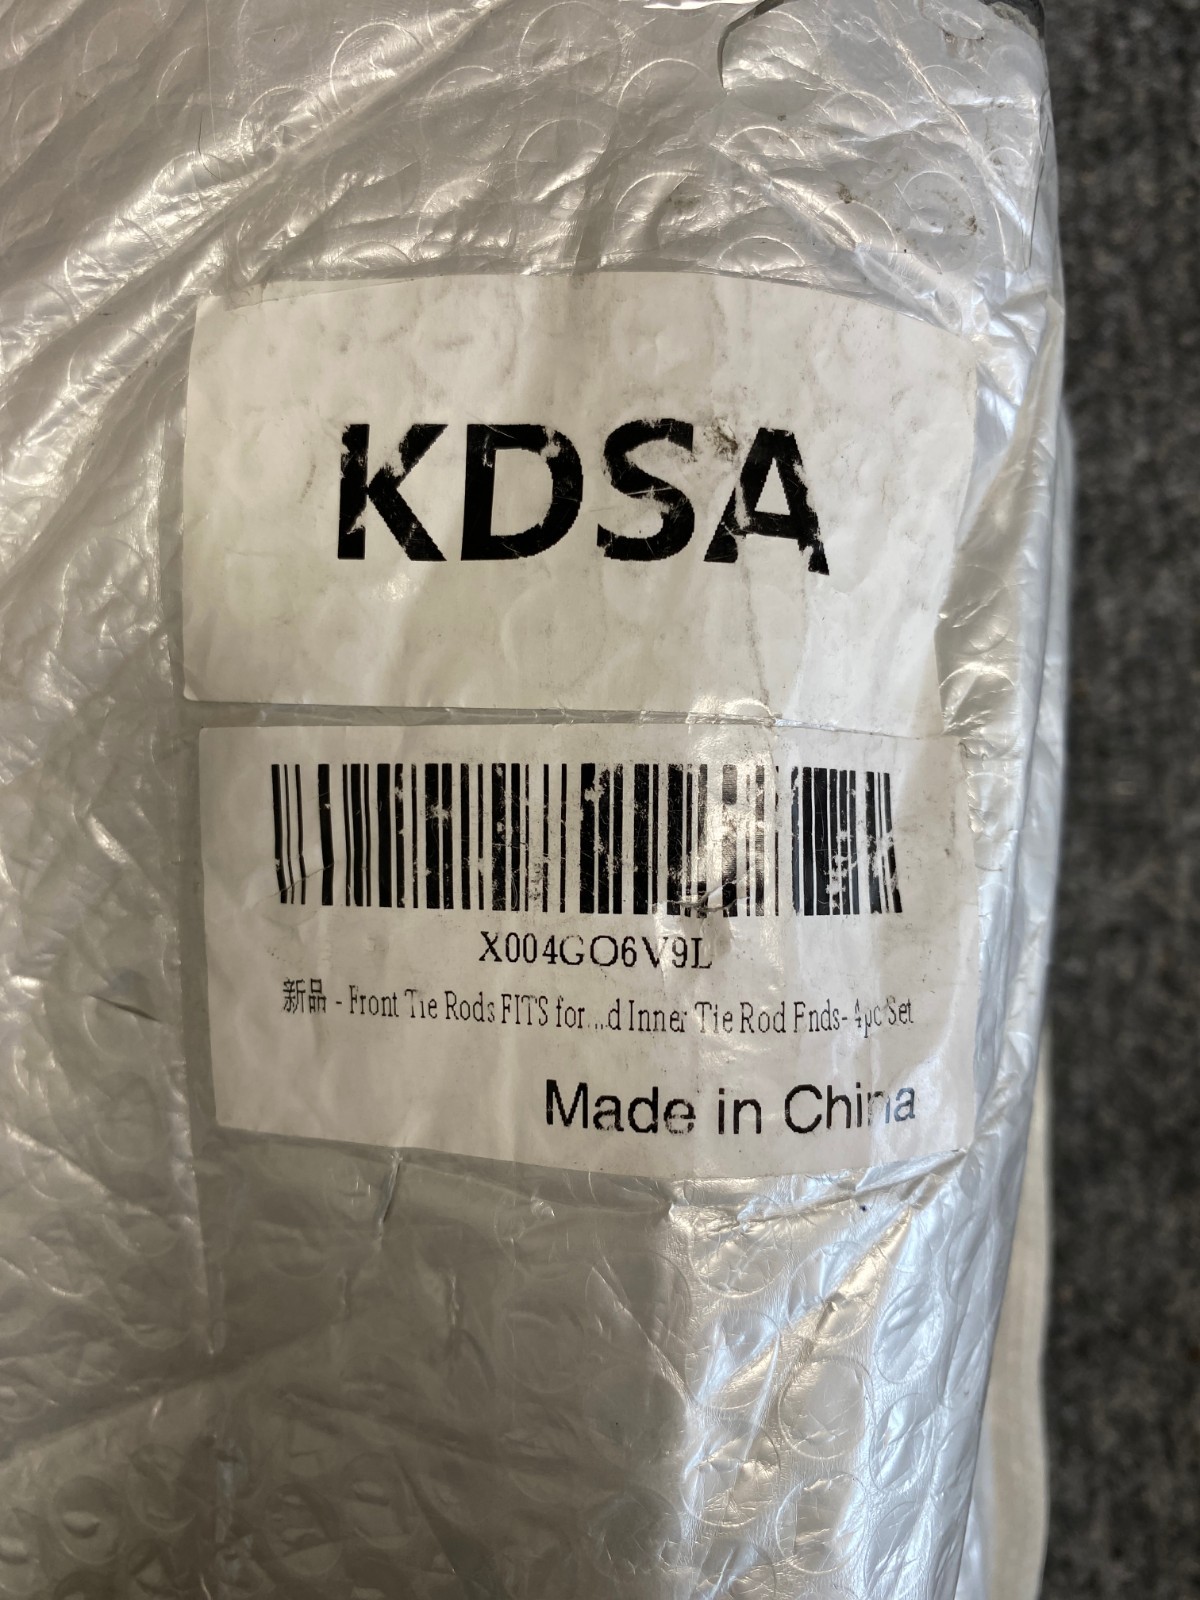 KDSA
X004GO6V9L
新品 - Front Tie Rods FITS for...d Inner Tie Rod Ends- 4pc Set
Made in China